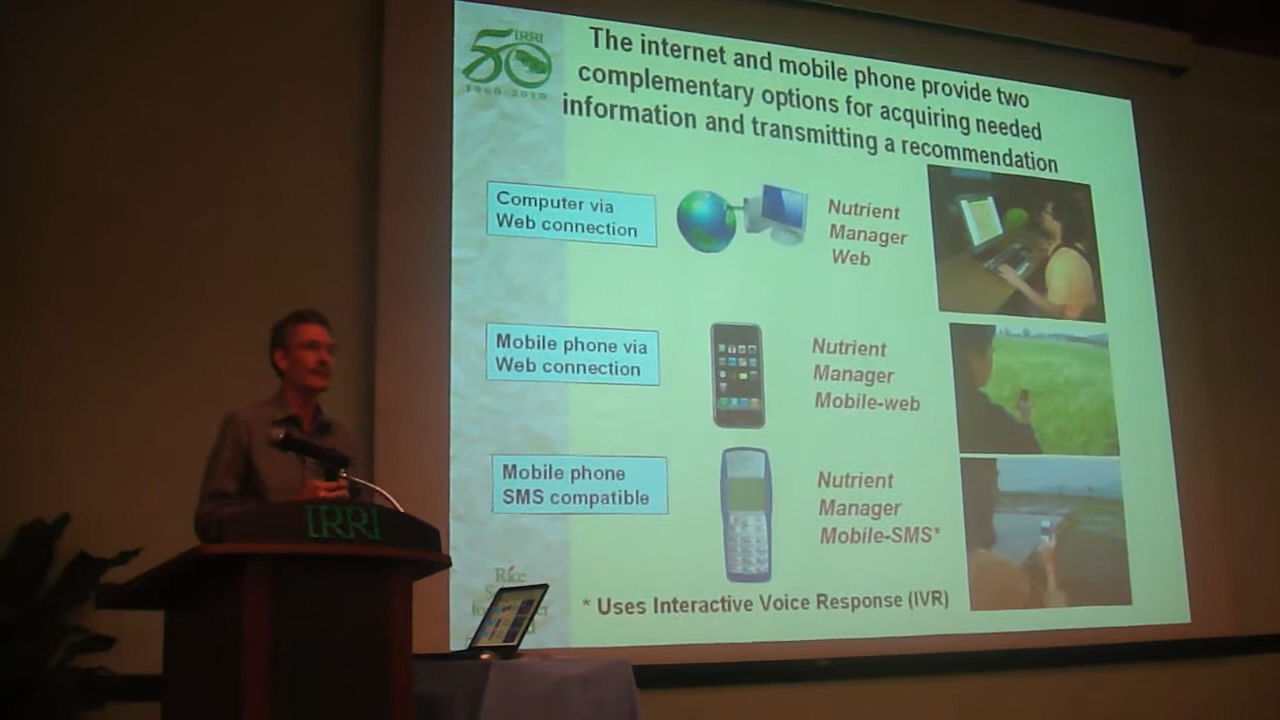 IRRI
50
1960-2010
The internet and mobile phone provide two
complementary options for acquiring needed
information and transmitting a recommendation
Computer via
Web connection
Nutrient
Manager
Web
Mobile phone via
Web connection
Nutrient
Manager
Mobile-web
Mobile phone
SMS compatible
Nutrient
Manager
Mobile-SMS*
* Uses Interactive Voice Response (IVR)
Rice
IRRI